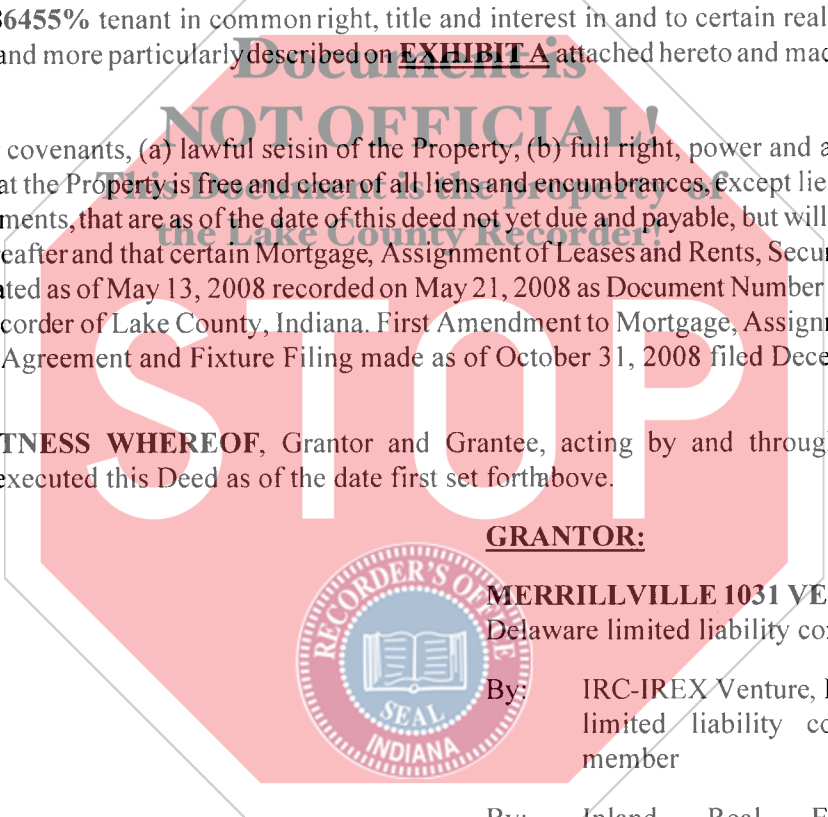 36455% tenant in common right, title and interest in and to certain real
and more particularly described on EXHIBIT A attached hereto and mad
Document is
NOT OFFICIAL!
covenants, (a) lawful seisin of the Property, (b) full right, power and a
at the Property is free and clear of all liens and encumbrances, except lie
This Document is the property of
ments, that are as of the date of this deed not yet due and payable, but will
the Lake County Recorder!
eafter and that certain Mortgage, Assignment of Leases and Rents, Secur
ated as of May 13, 2008 recorded on May 21, 2008 as Document Number
corder of Lake County, Indiana. First Amendment to Mortgage, Assignm
Agreement and Fixture Filing made as of October 31, 2008 filed Dece
STOP
TNESS WHEREOF, Grantor and Grantee, acting by and through
executed this Deed as of the date first set forth above.
GRANTOR:
MERRILLVILLE 1031 VE
Delaware limited liability co
RECORDER'S OFFICE
SEAL
INDIANA
By: IRC-IREX Venture,
limited liability co
member
By: Inland Real E